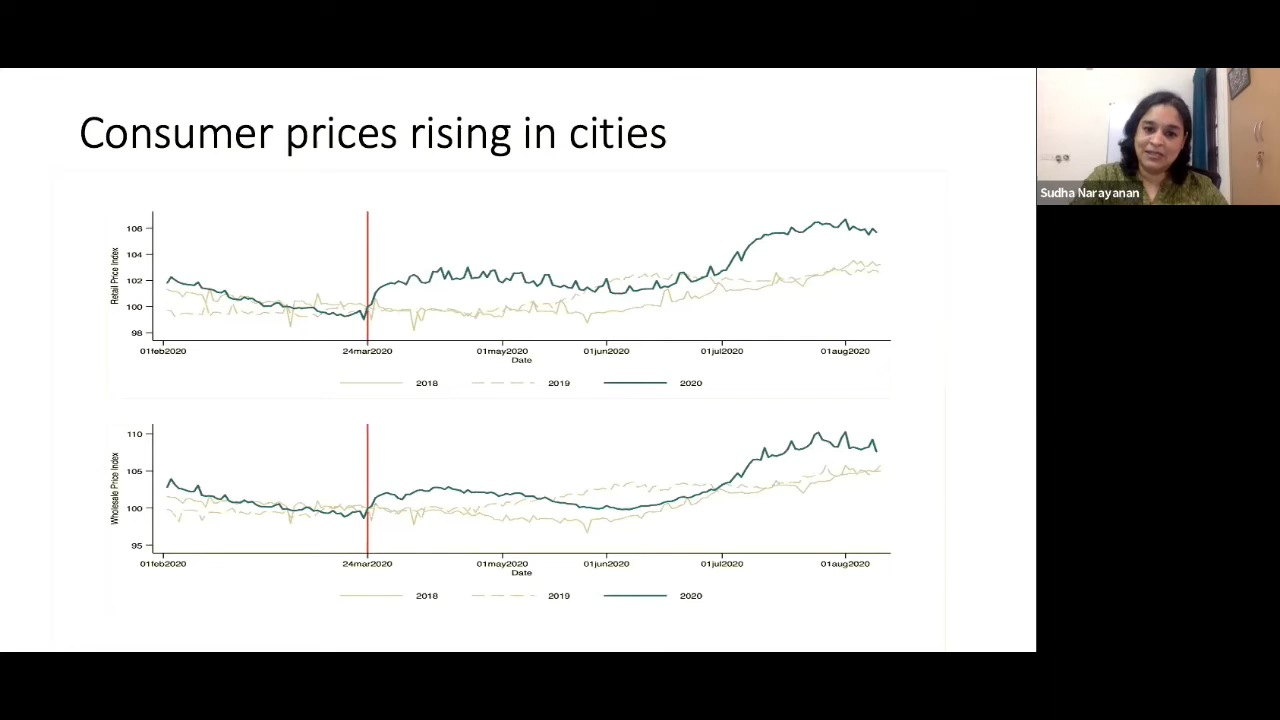 Consumer prices rising in cities
Sudha Narayanan
Retail Price Index
106
104
102
100
98
01feb2020 24mar2020 01may2020 01jun2020 01jul2020 01aug2020
Date
2018 2019 2020
Wholesale Price Index
110
105
100
95
01feb2020 24mar2020 01may2020 01jun2020 01jul2020 01aug2020
Date
2018 2019 2020